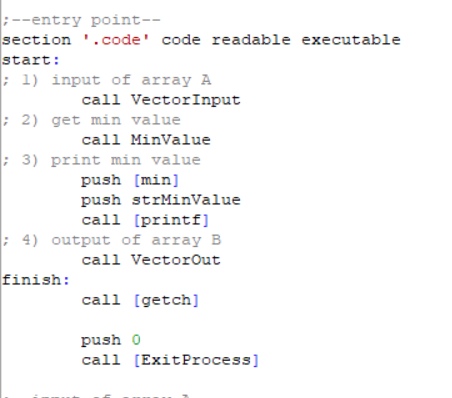 ;--entry point--
section '.code' code readable executable
start:
; 1) input of array A
        call VectorInput
; 2) get min value
        call MinValue
; 3) print min value
        push [min]
        push strMinValue
        call [printf]
; 4) output of array B
        call VectorOut
finish:
        call [getch]

        push 0
        call [ExitProcess]